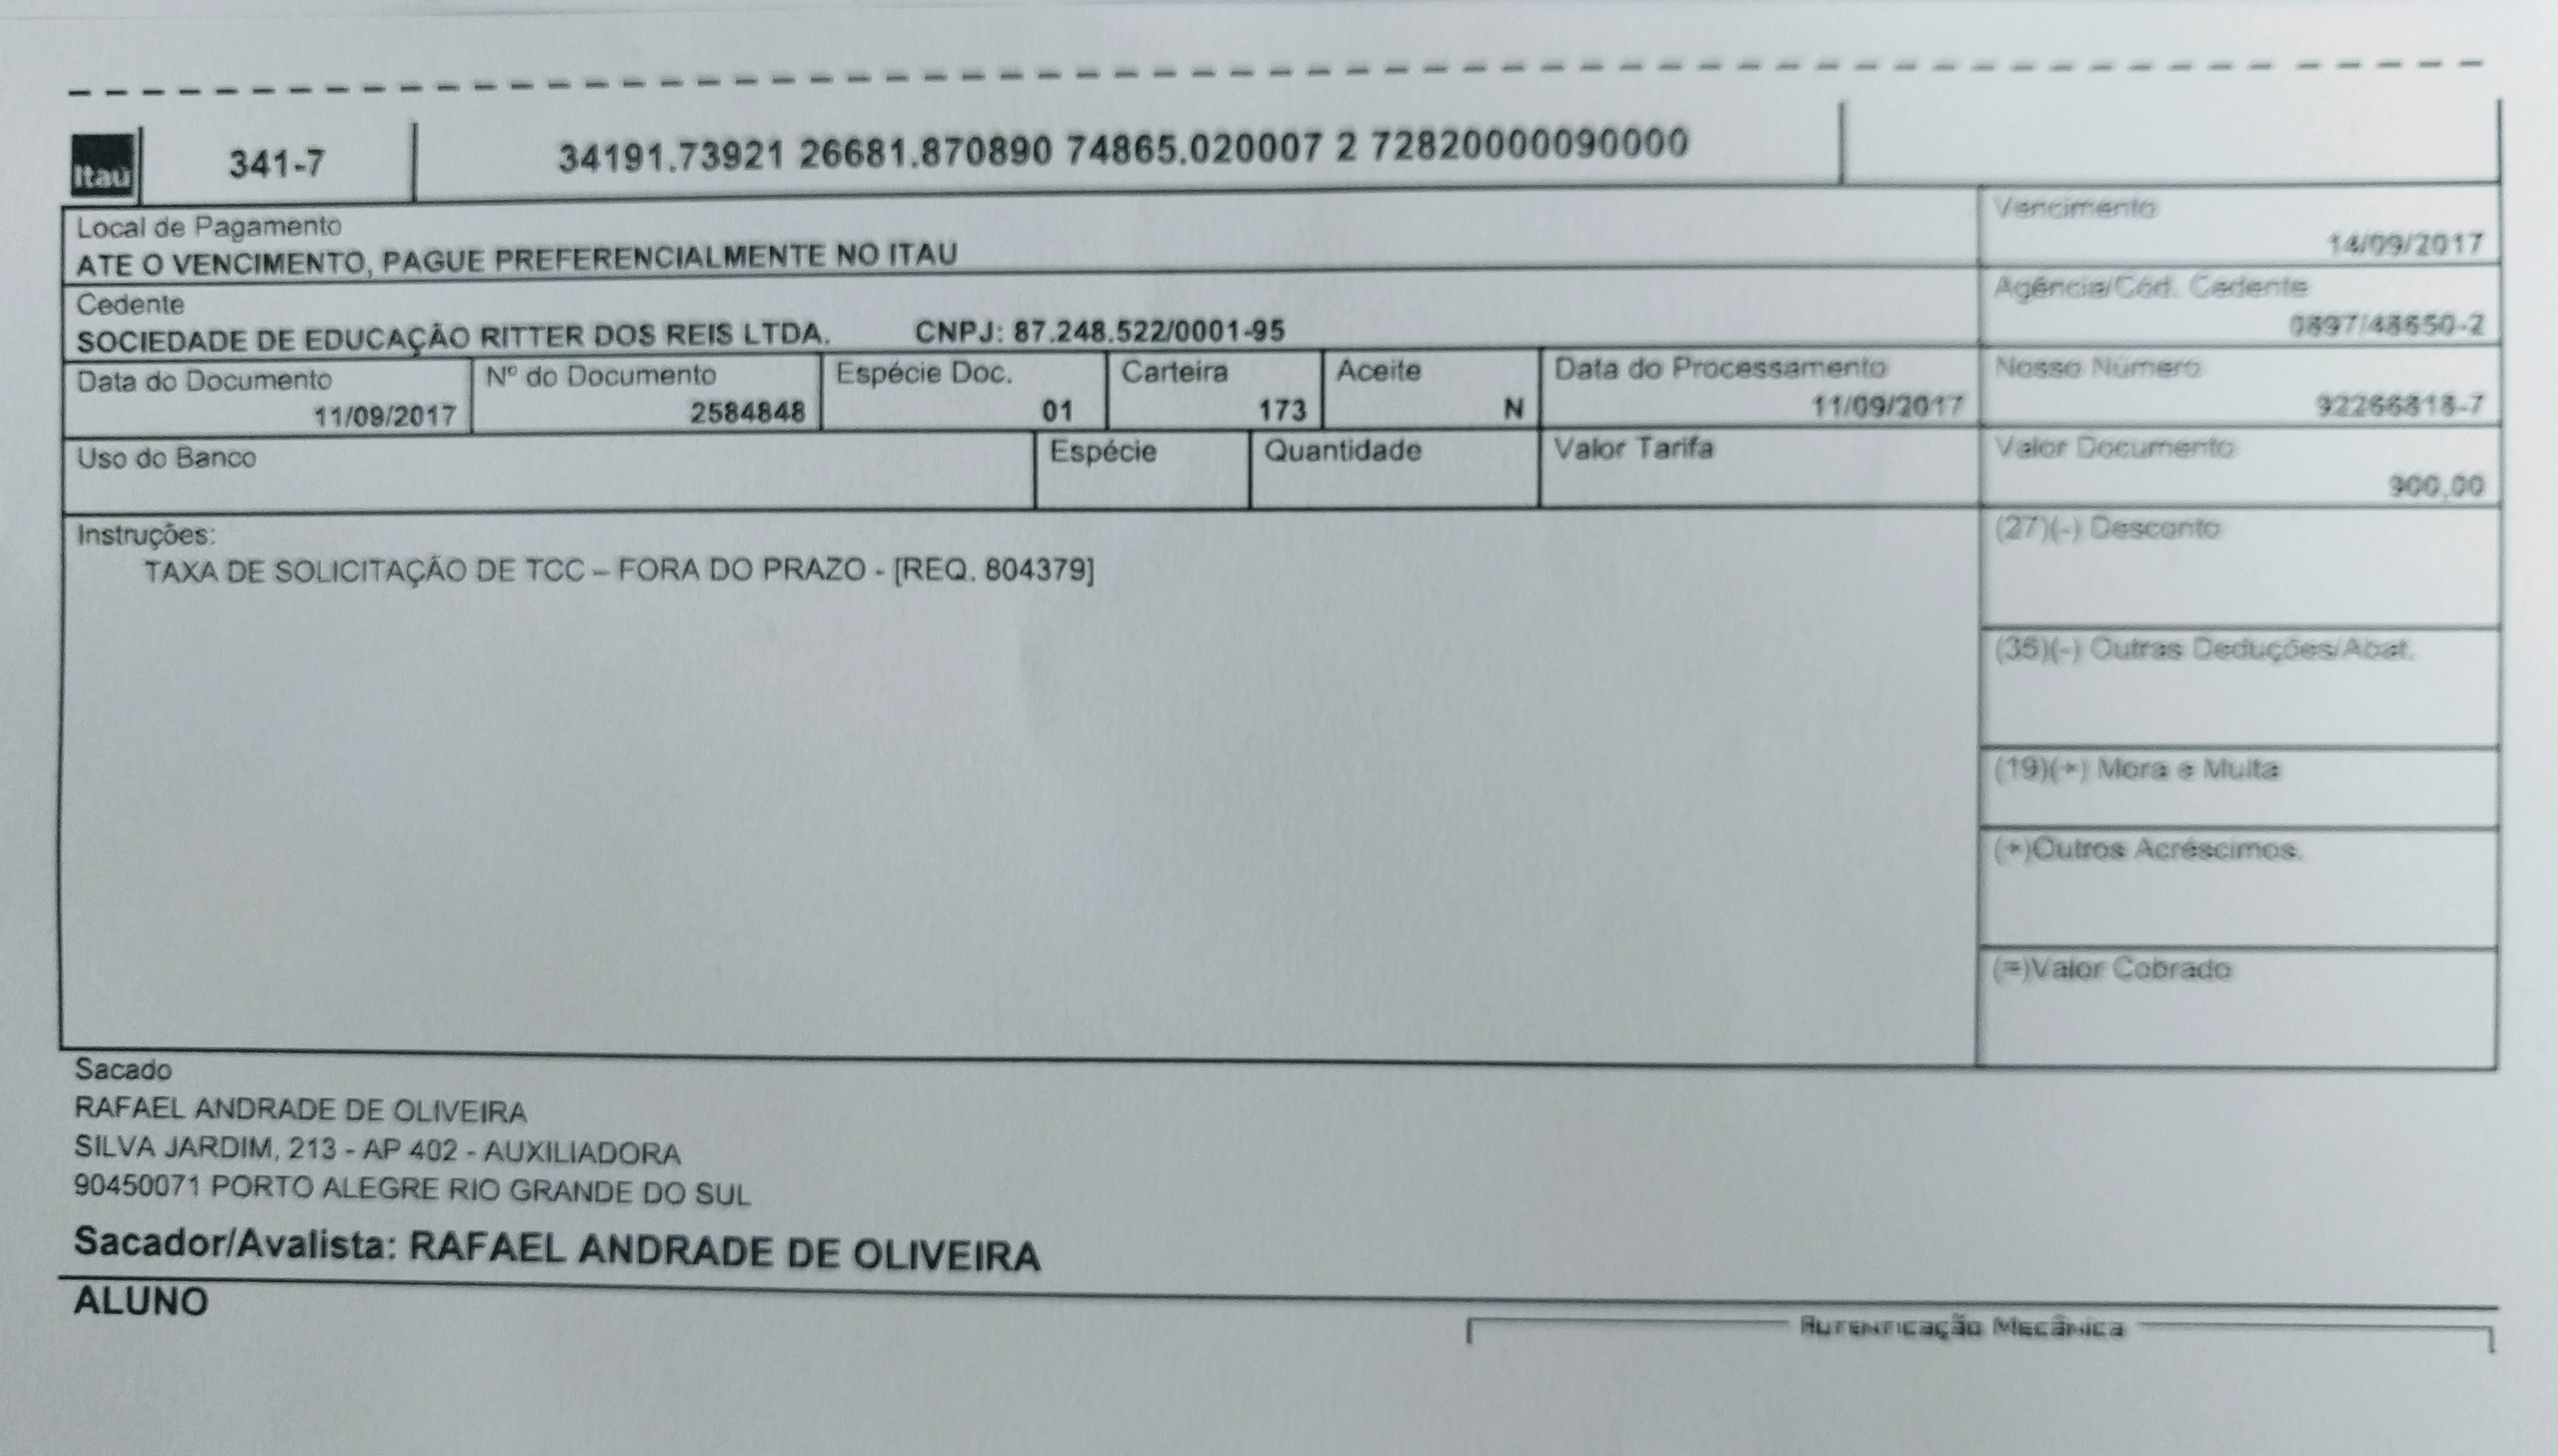 Itaú
341-7
34191.73921 26681.870890 74865.020007 2 72820000090000
Local de Pagamento
ATE O VENCIMENTO, PAGUE PREFERENCIALMENTE NO ITAU
Vencimento
14/09/2017
Cedente
SOCIEDADE DE EDUCAÇÃO RITTER DOS REIS LTDA. CNPJ: 87.248.522/0001-95
Agência/Cód. Cedente
0897/48650-2
Data do Documento
11/09/2017
Nº do Documento
2584848
Espécie Doc.
01
Carteira
173
Aceite
N
Data do Processamento
11/09/2017
Nosso Número
92266818-7
Uso do Banco
Espécie
Quantidade
Valor Tarifa
Valor Documento
900,00
Instruções:
TAXA DE SOLICITAÇÃO DE TCC – FORA DO PRAZO - [REQ. 804379]
(27)(-) Desconto
(35)(-) Outras Deduções/Abat.
(19)(+) Mora e Multa
(+)Outros Acréscimos.
(=)Valor Cobrado
Sacado
RAFAEL ANDRADE DE OLIVEIRA
SILVA JARDIM, 213 - AP 402 - AUXILIADORA
90450071 PORTO ALEGRE RIO GRANDE DO SUL
Sacador/Avalista: RAFAEL ANDRADE DE OLIVEIRA
ALUNO
Autenticação Mecânica